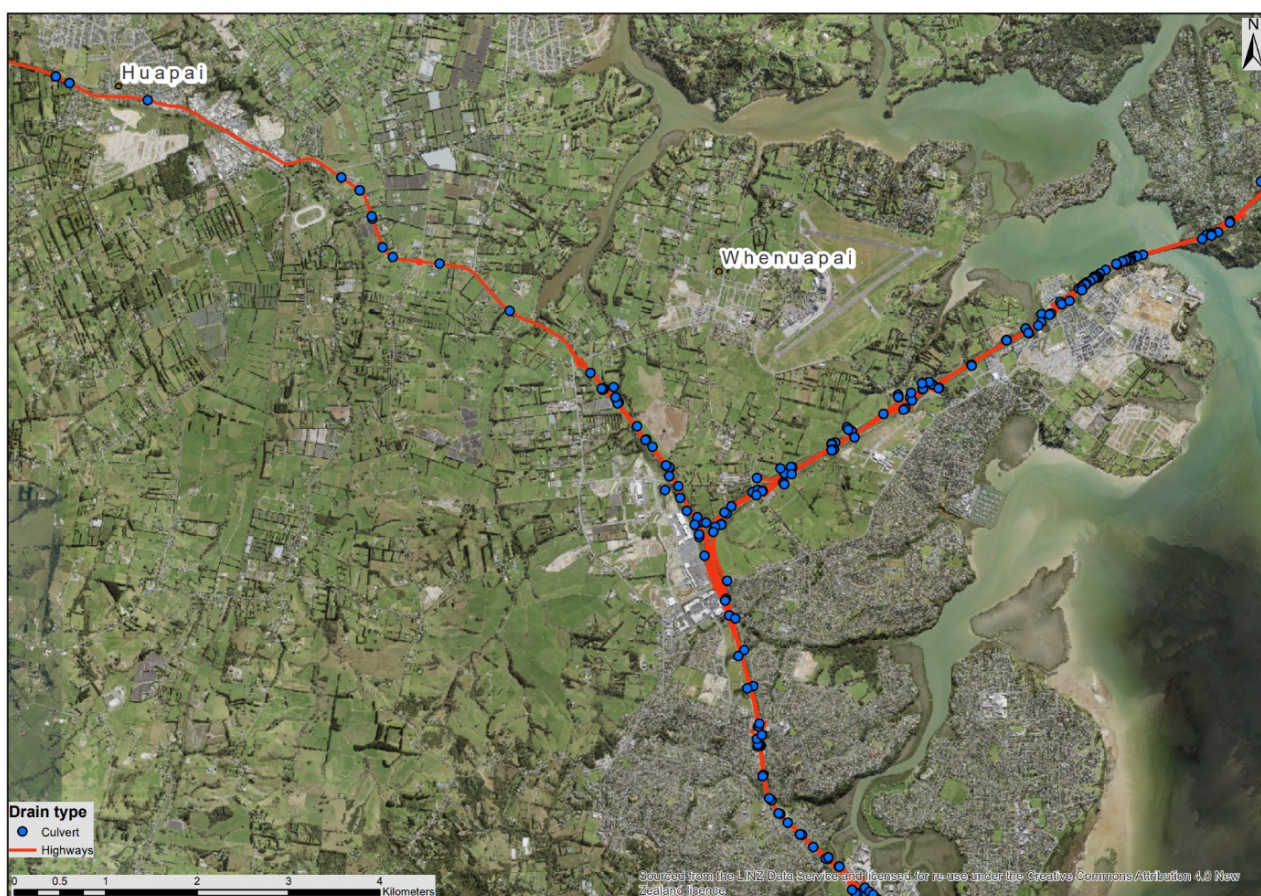 N
Huapai
Whenuapai
Drain type
Culvert
Highways
0 0.5 1 2 3 4
Kilometers
Sourced from the LINZ Data Service and licensed for re-use under the Creative Commons Attribution 4.0 New
Zealand licence